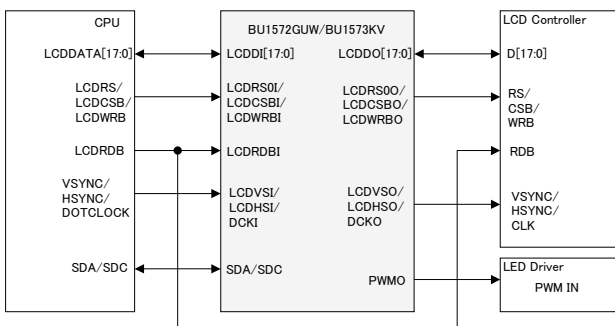 CPU
LCDDATA[17:0]
LCDRS/
LCDCSB/
LCDWRB
LCDRDB
VSYNC/
HSYNC/
DOTCLOCK
SDA/SDC
BU1572GUW/BU1573KV
LCDDI[17:0]
LCDDO[17:0]
LCDRS0I/
LCDCSBI/
LCDWRBI
LCDRS0O/
LCDCSBO/
LCDWRBO
LCDRDBI
LCDVSI/
LCDHSI/
DCKI
LCDVSO/
LCDHSO/
DCKO
SDA/SDC
PWMO
LCD Controller
D[17:0]
RS/
CSB/
WRB
RDB
VSYNC/
HSYNC/
CLK
LED Driver
PWM IN